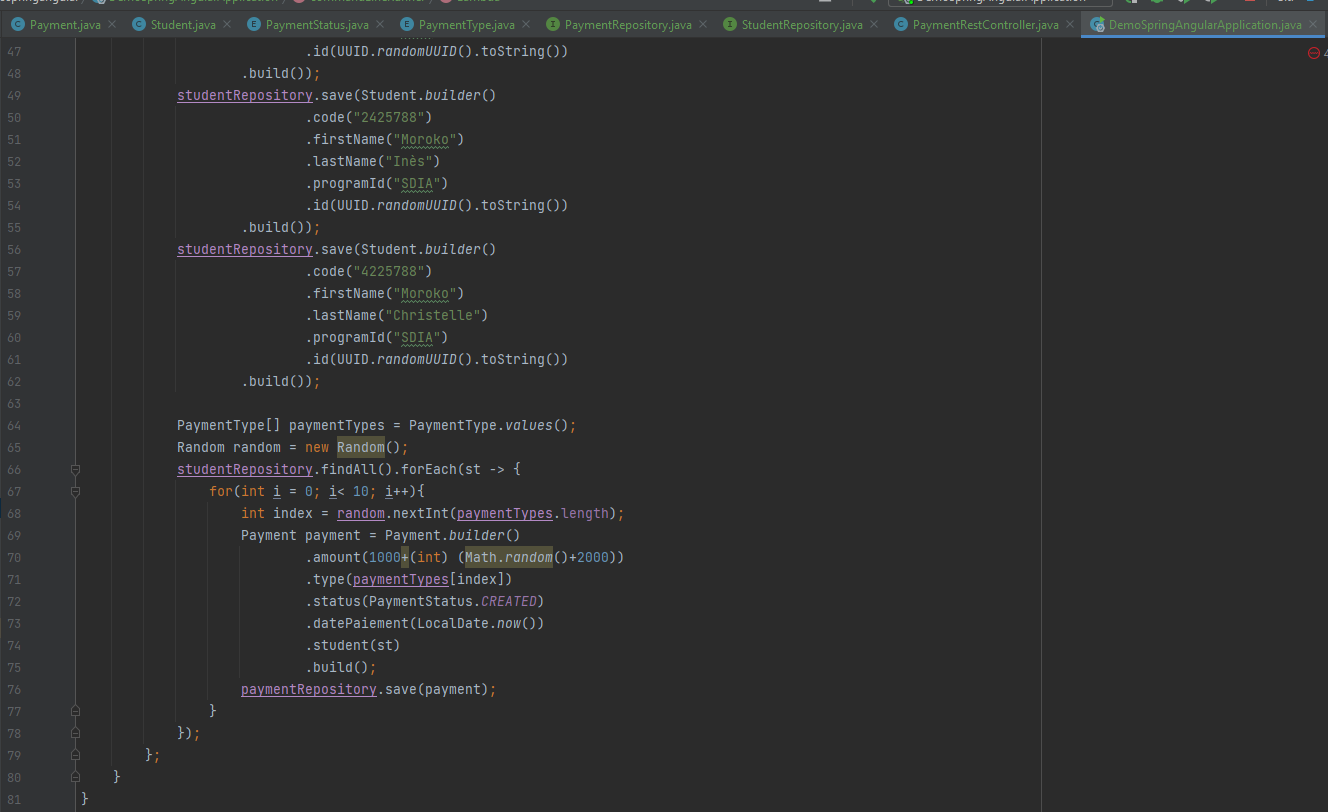 Payment.java Student.java PaymentStatus.java PaymentType.java PaymentRepository.java StudentRepository.java PaymentRestController.java DemoSpringAngularApplication.java
47 .id(UUID.randomUUID().toString())
48 .build());
49 studentRepository.save(Student.builder()
50 .code("2425788")
51 .firstName("Moroko")
52 .lastName("Inès")
53 .programId("SDIA")
54 .id(UUID.randomUUID().toString())
55 .build());
56 studentRepository.save(Student.builder()
57 .code("4225788")
58 .firstName("Moroko")
59 .lastName("Christelle")
60 .programId("SDIA")
61 .id(UUID.randomUUID().toString())
62 .build());
63
64 PaymentType[] paymentTypes = PaymentType.values();
65 Random random = new Random();
66 studentRepository.findAll().forEach(st -> {
67 for(int i = 0; i< 10; i++){
68 int index = random.nextInt(paymentTypes.length);
69 Payment payment = Payment.builder()
70 .amount(1000+(int) (Math.random()+2000))
71 .type(paymentTypes[index])
72 .status(PaymentStatus.CREATED)
73 .datePaiement(LocalDate.now())
74 .student(st)
75 .build();
76 paymentRepository.save(payment);
77 }
78 });
79 };
80 }
81 }